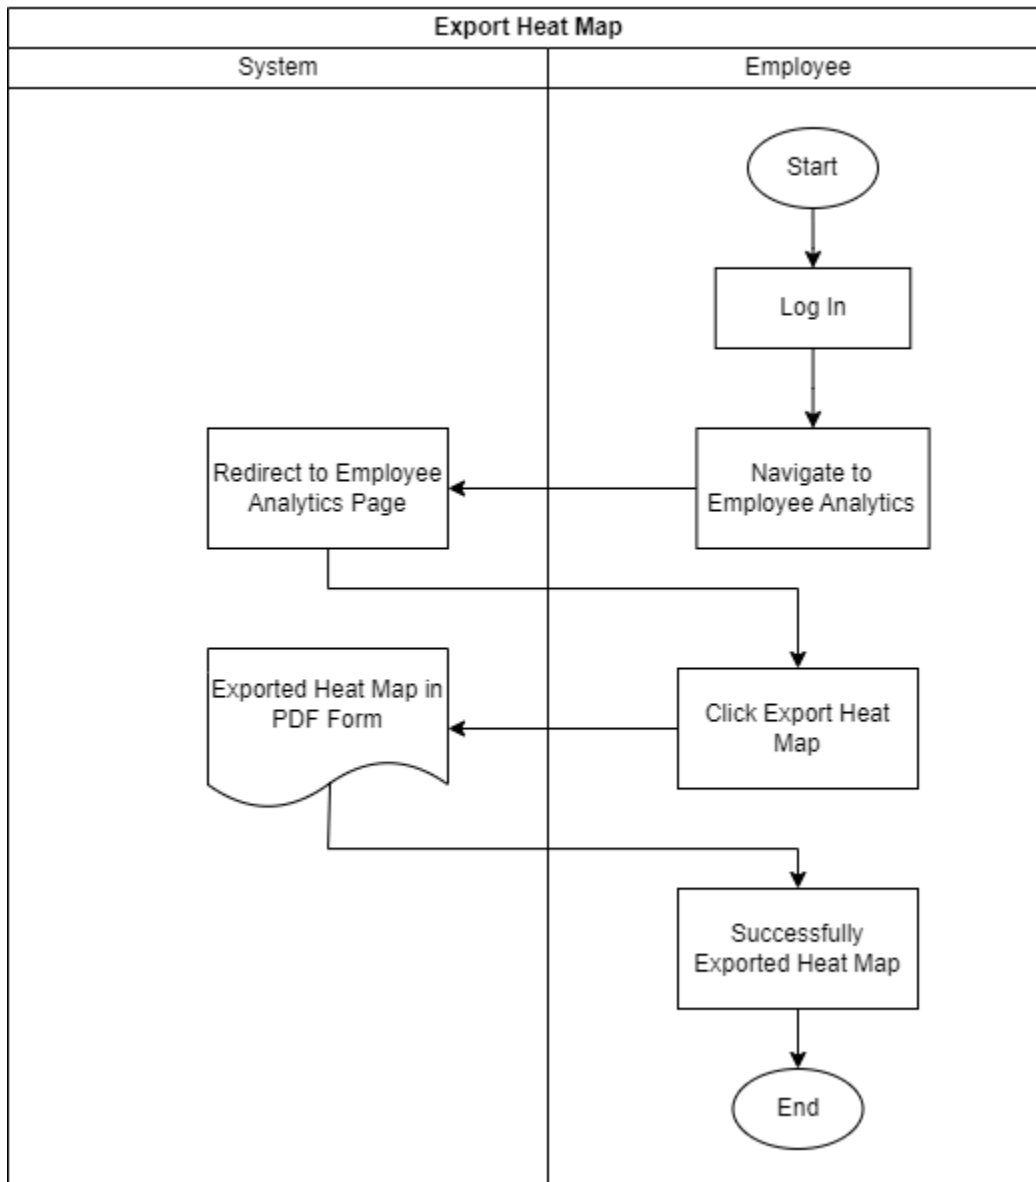 Export Heat Map
System
Employee
Start
Log In
Redirect to Employee
Analytics Page
Navigate to
Employee Analytics
Exported Heat Map in
PDF Form
Click Export Heat
Map
Successfully
Exported Heat Map
End